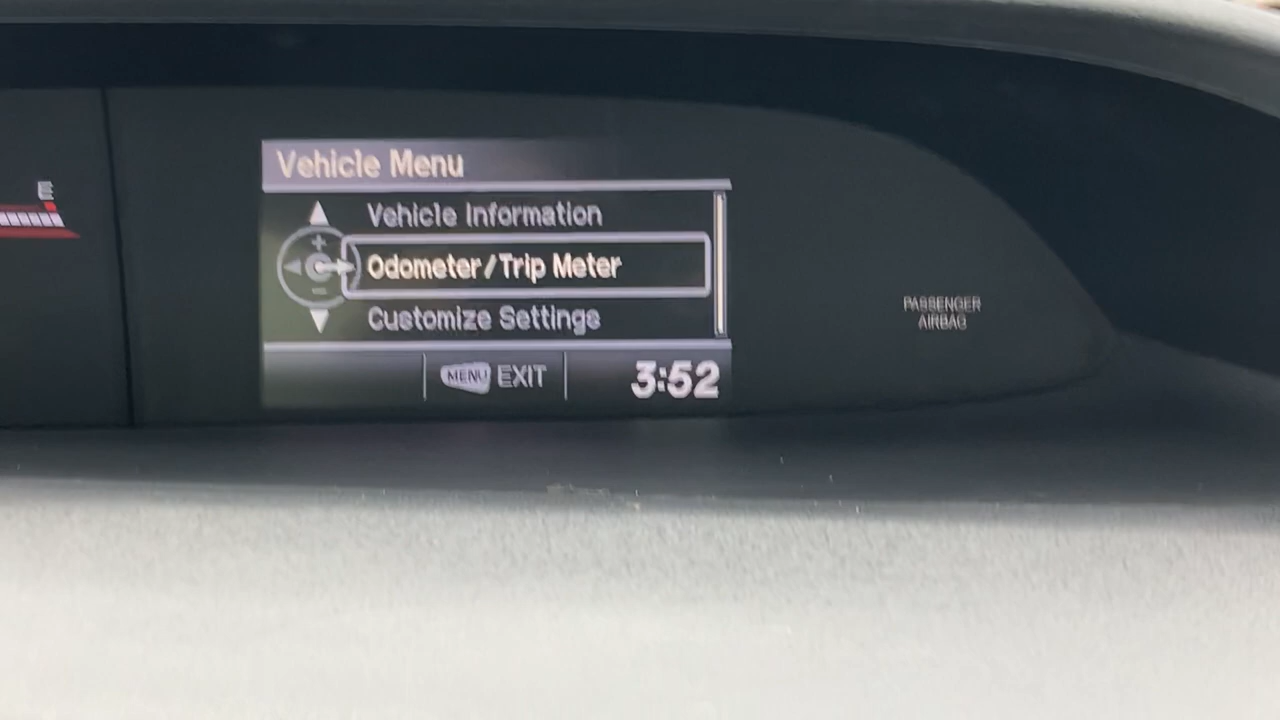 E
Vehicle Menu
Vehicle Information
Odometer/Trip Meter
Customize Settings
MENU EXIT
3:52
PASSENGER
AIRBAG